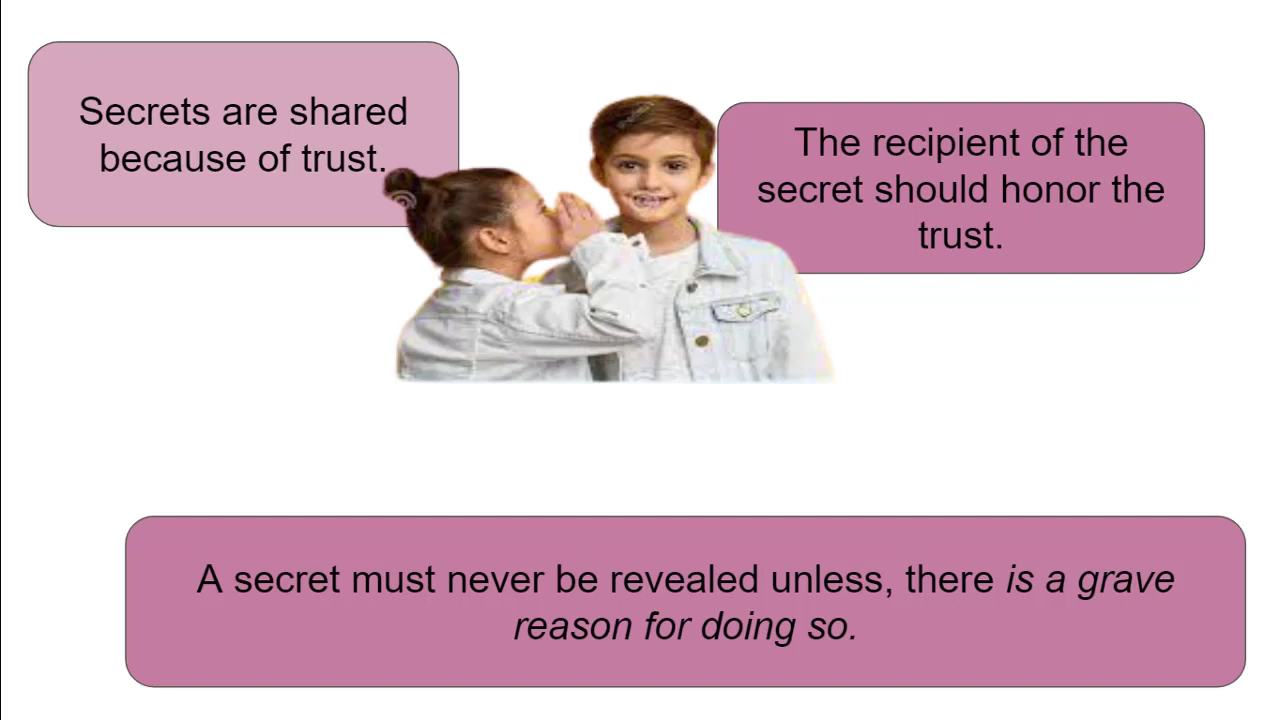 Secrets are shared
because of trust.
The recipient of the
secret should honor the
trust.
A secret must never be revealed unless, there is a grave
reason for doing so.